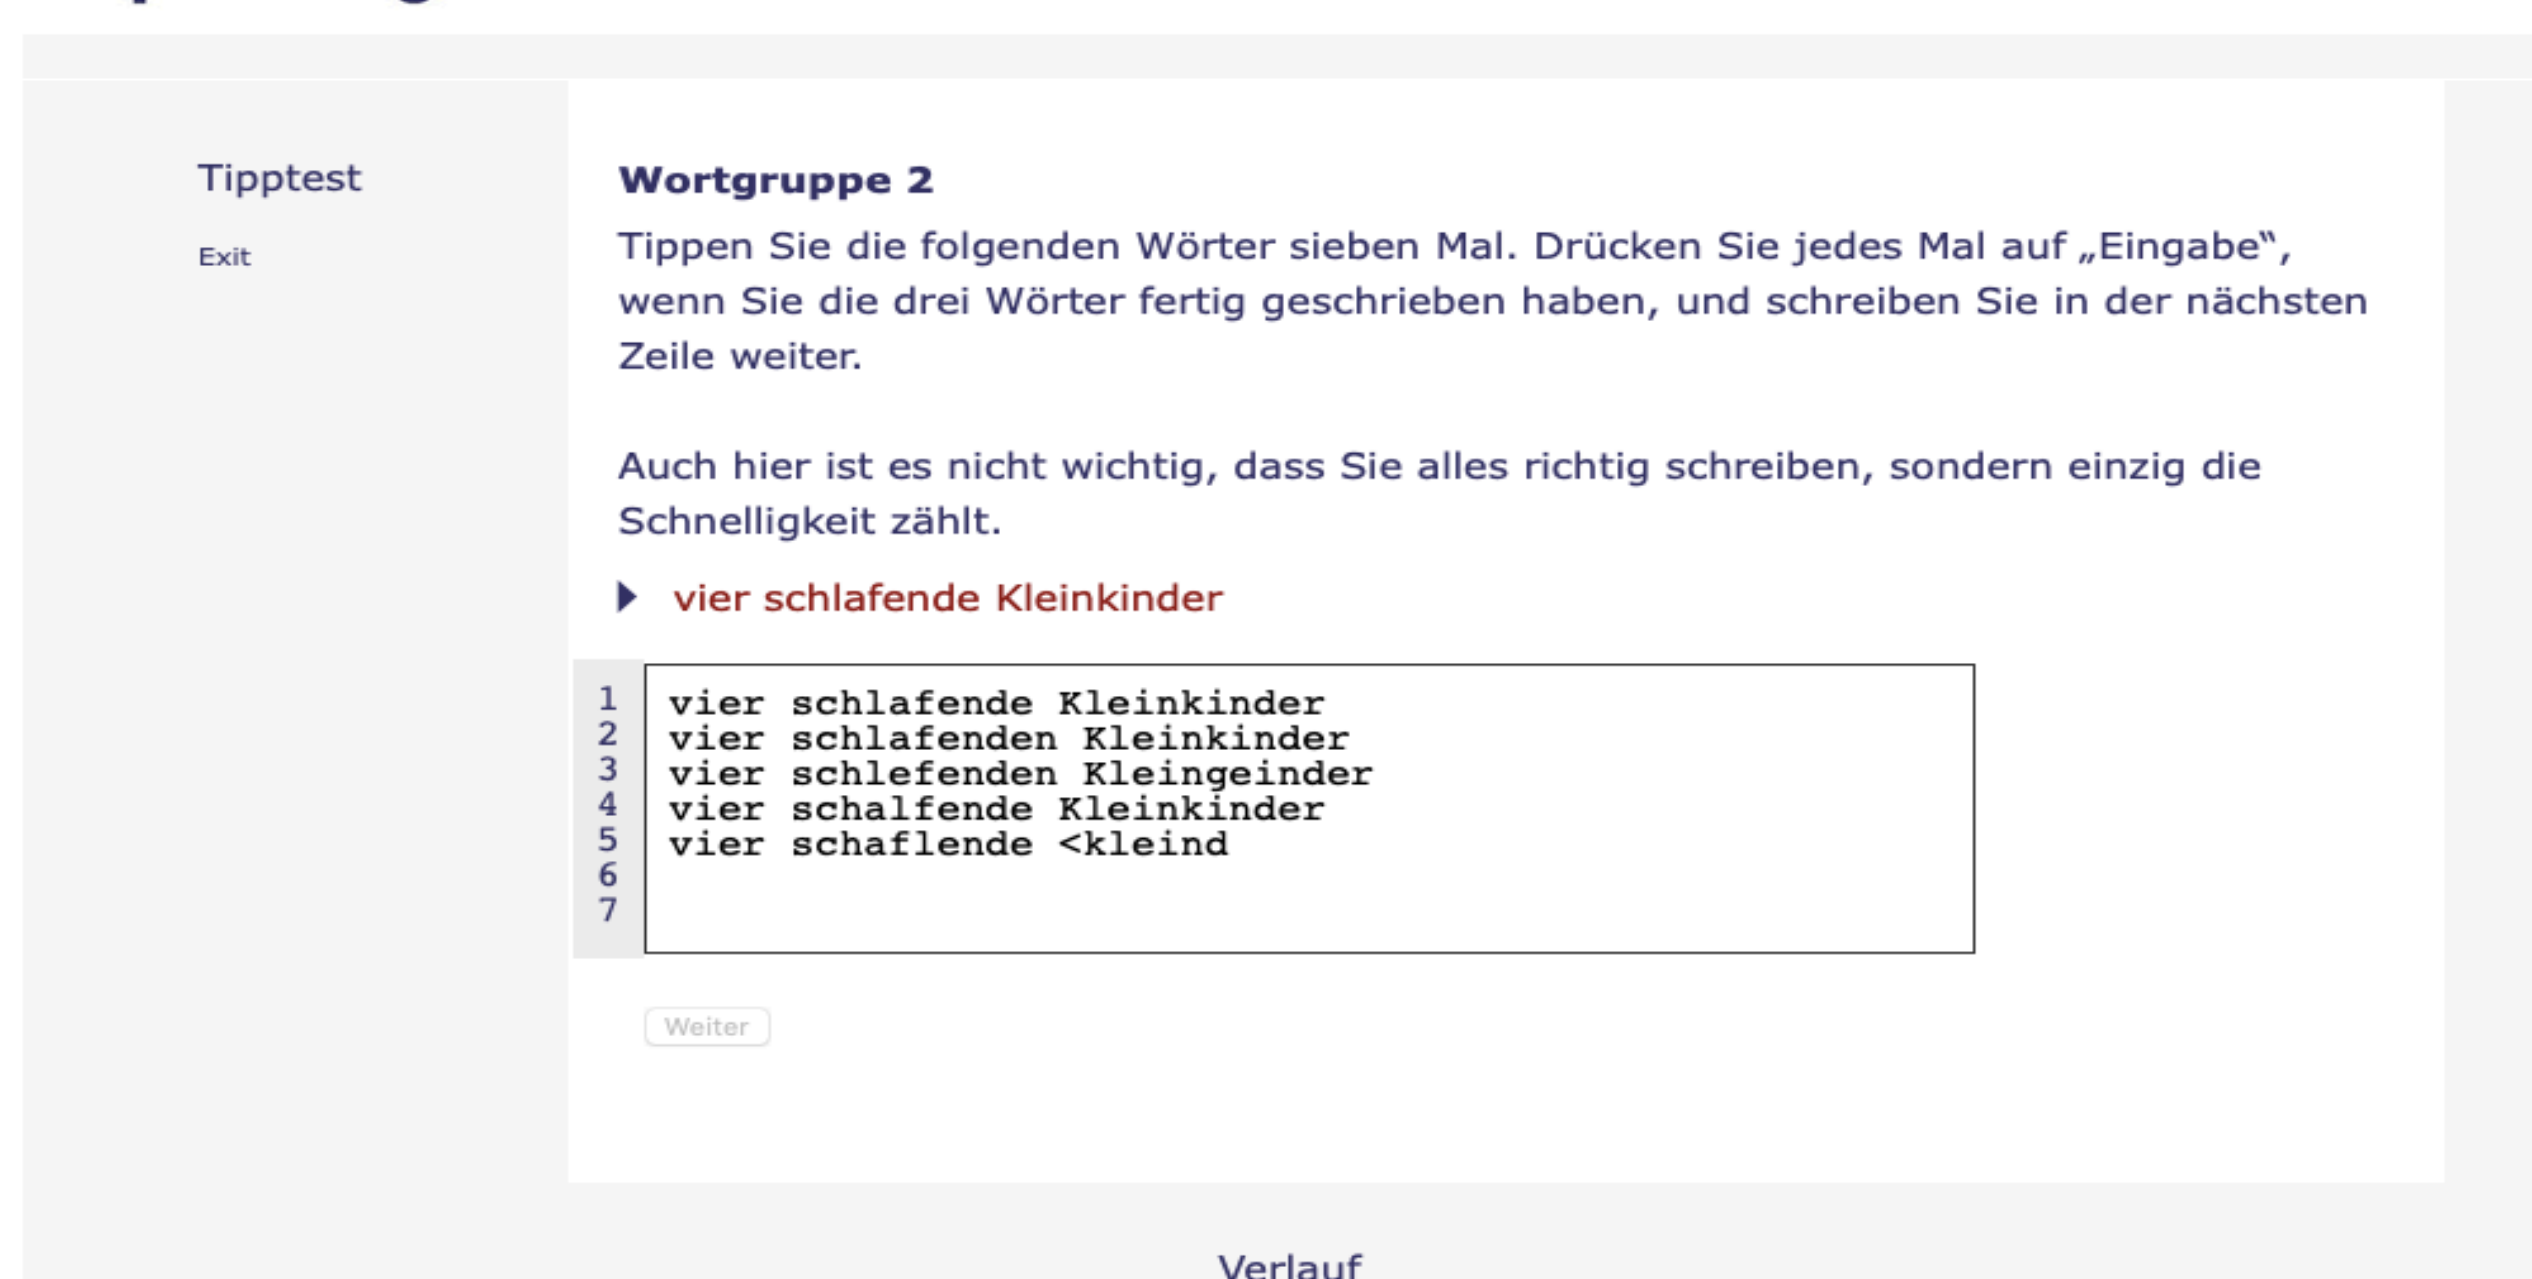 Tipptest
Exit
Wortgruppe 2
Tippen Sie die folgenden Wörter sieben Mal. Drücken Sie jedes Mal auf „Eingabe“,
wenn Sie die drei Wörter fertig geschrieben haben, und schreiben Sie in der nächsten
Zeile weiter.
Auch hier ist es nicht wichtig, dass Sie alles richtig schreiben, sondern einzig die
Schnelligkeit zählt.
vier schlafende Kleinkinder
1 vier schlafende Kleinkinder
2 vier schlafenden Kleinkinder
3 vier schlefenden Kleingeinder
4 vier schalfende Kleinkinder
5 vier schaflende <kleind
6
7
Weiter
Verlauf